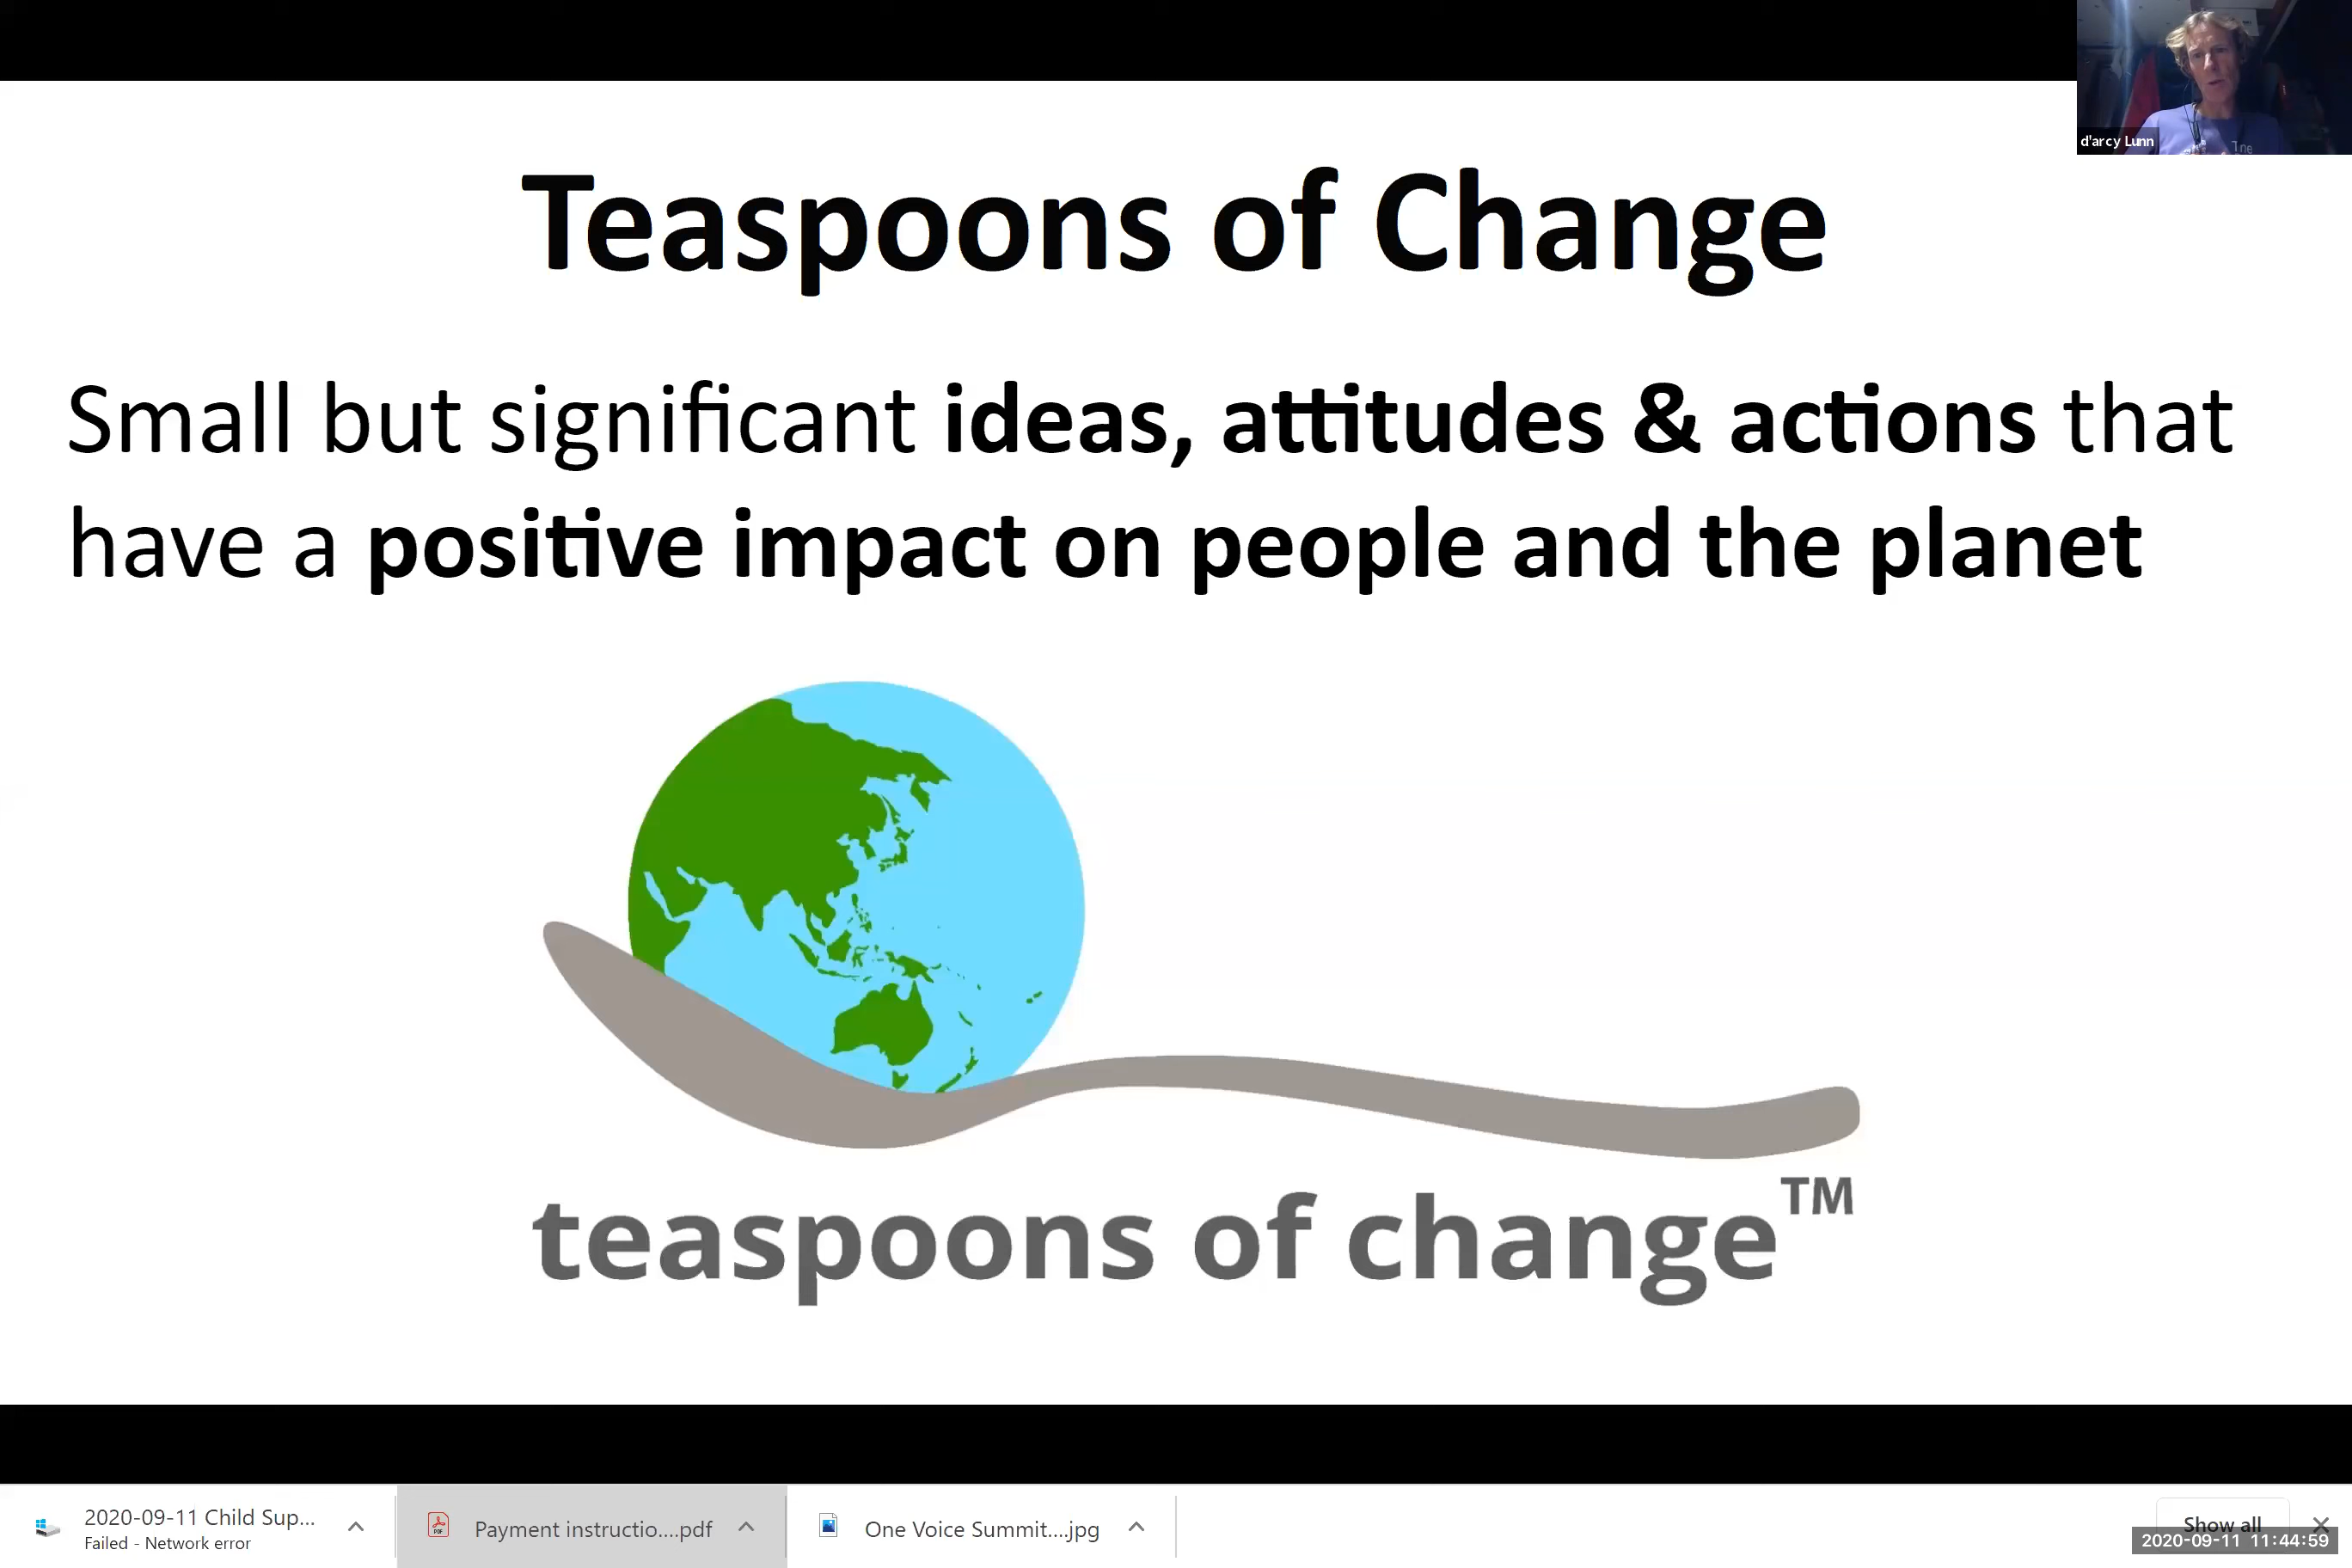 d'arcy Lunn
Teaspoons of Change
Small but significant ideas, attitudes & actions that
have a positive impact on people and the planet
teaspoons of change™
2020-09-11 Child Sup...
Failed - Network error
Payment instructio....pdf
One Voice Summit....jpg
Show all
2020-09-11 11:44:59